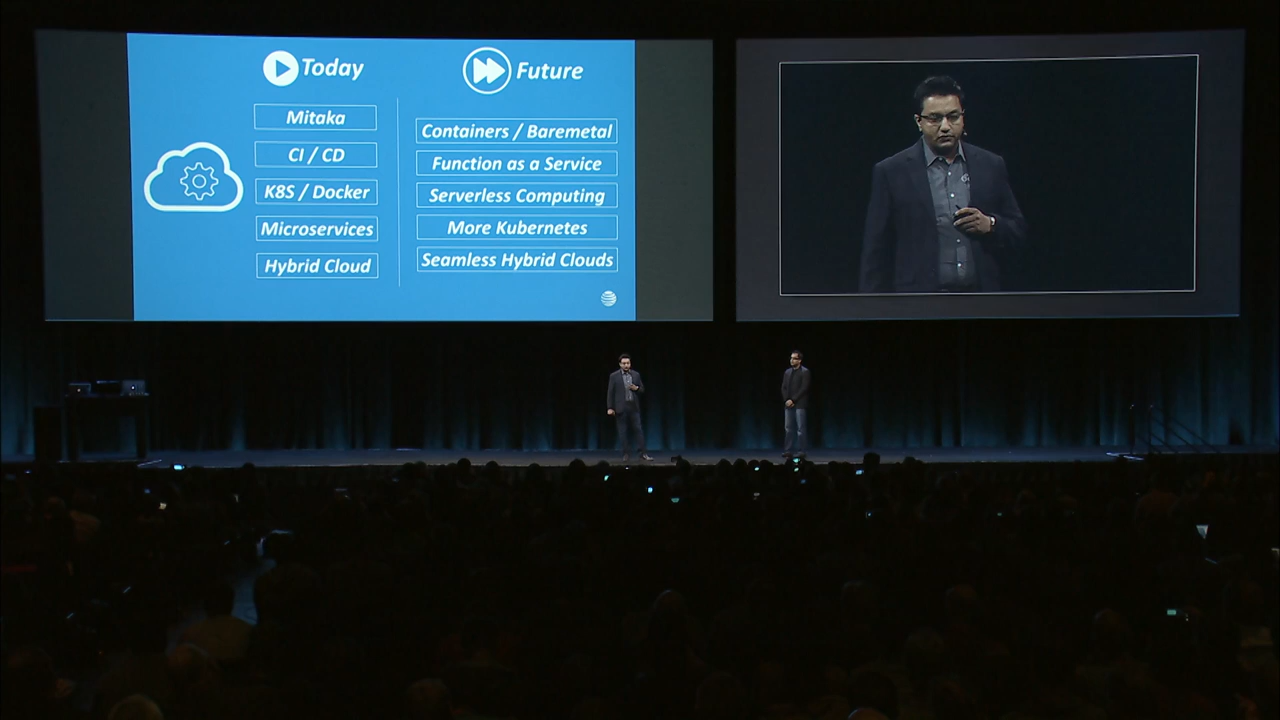 Today
Mitaka
CI / CD
K8S / Docker
Microservices
Hybrid Cloud
Future
Containers / Baremetal
Function as a Service
Serverless Computing
More Kubernetes
Seamless Hybrid Clouds